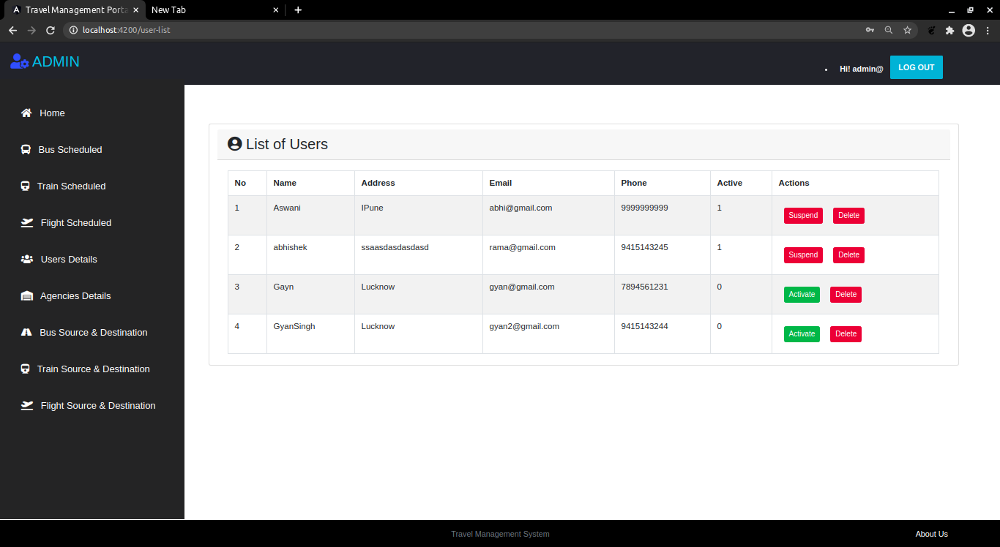 Travel Management Porta
New Tab
localhost:4200/user-list
ADMIN
Hi! admin@
LOG OUT
Home
Bus Scheduled
Train Scheduled
Flight Scheduled
Users Details
Agencies Details
Bus Source & Destination
Train Source & Destination
Flight Source & Destination
List of Users
No Name Address Email Phone Active Actions
1 Aswani IPune abhi@gmail.com 9999999999 1 Suspend Delete
2 abhishek ssaasdasdasdasd rama@gmail.com 9415143245 1 Suspend Delete
3 Gayn Lucknow gyan@gmail.com 7894561231 0 Activate Delete
4 GyanSingh Lucknow gyan2@gmail.com 9415143244 0 Activate Delete
Travel Management System
About Us